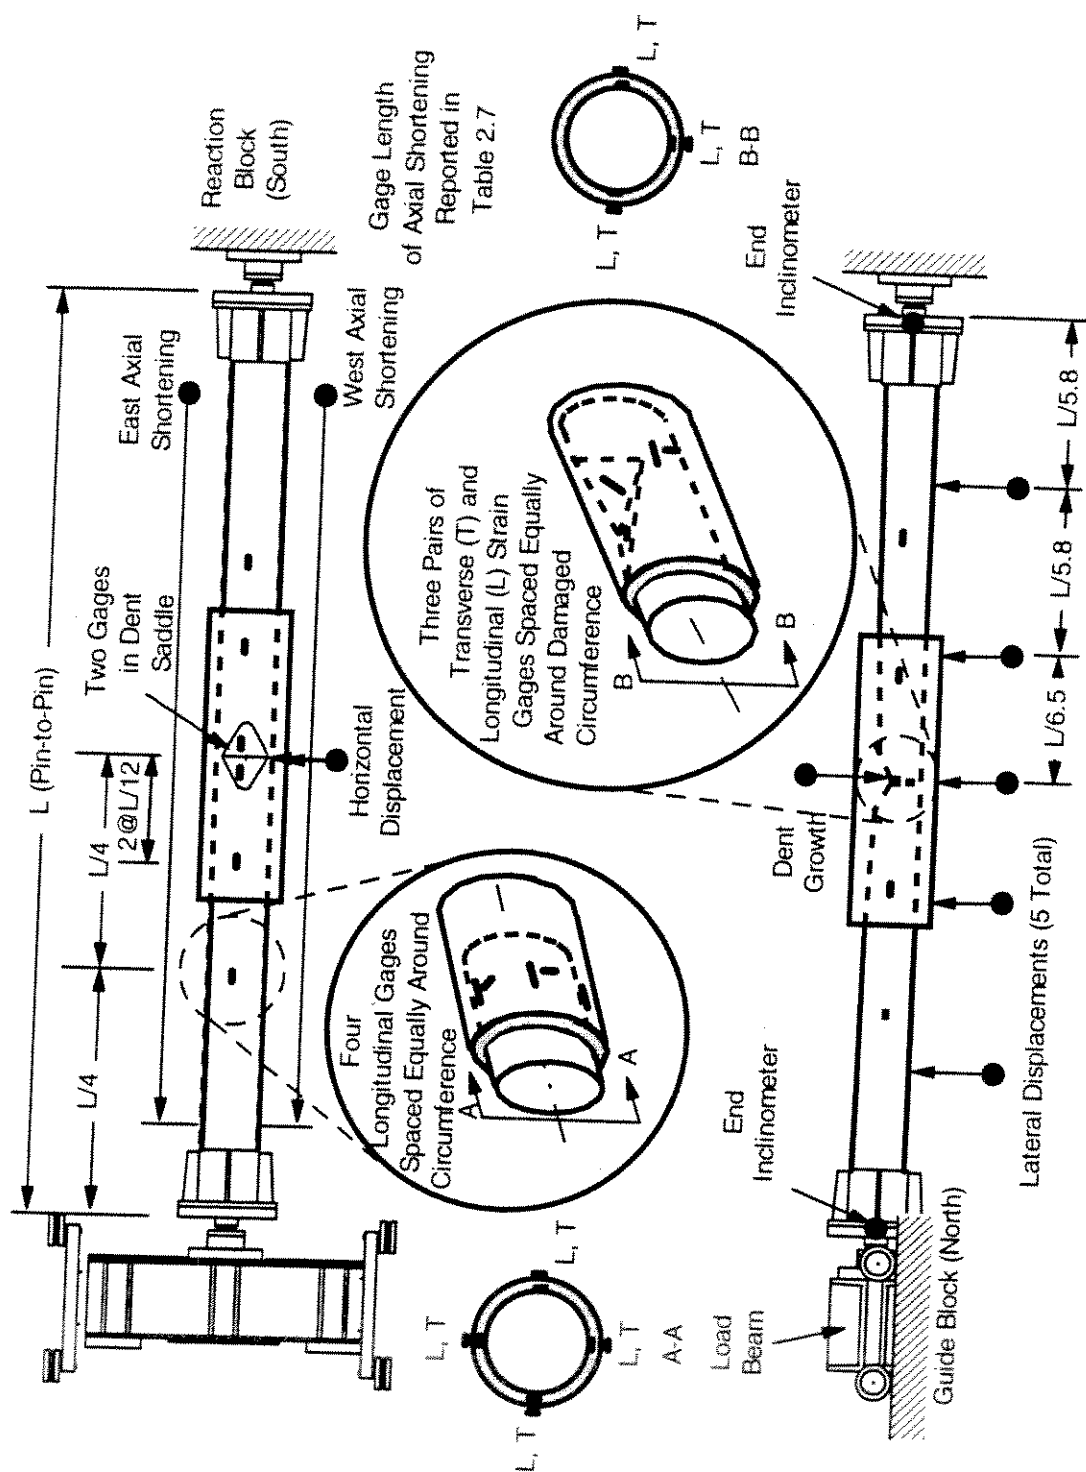 L (Pin-to-Pin)
L/4
L/4
2@L/12
Two Gages
in Dent
Saddle
East Axial
Shortening
Reaction
Block
(South)
Horizontal
Displacement
West Axial
Shortening
Gage Length
of Axial Shortening
Reported in
Table 2.7
Four
Longitudinal Gages
Spaced Equally Around
Circumference
A
A
Three Pairs of
Transverse (T) and
Longitudinal (L) Strain
Gages Spaced Equally
Around Damaged
Circumference
B
B
L, T
L, T
L, T
L, T
A-A
L, T
L, T
L, T
B-B
Load
Beam
End
Inclinometer
Dent
Growth
End
Inclinometer
Guide Block (North)
Lateral Displacements (5 Total)
L/6.5
L/5.8
L/5.8